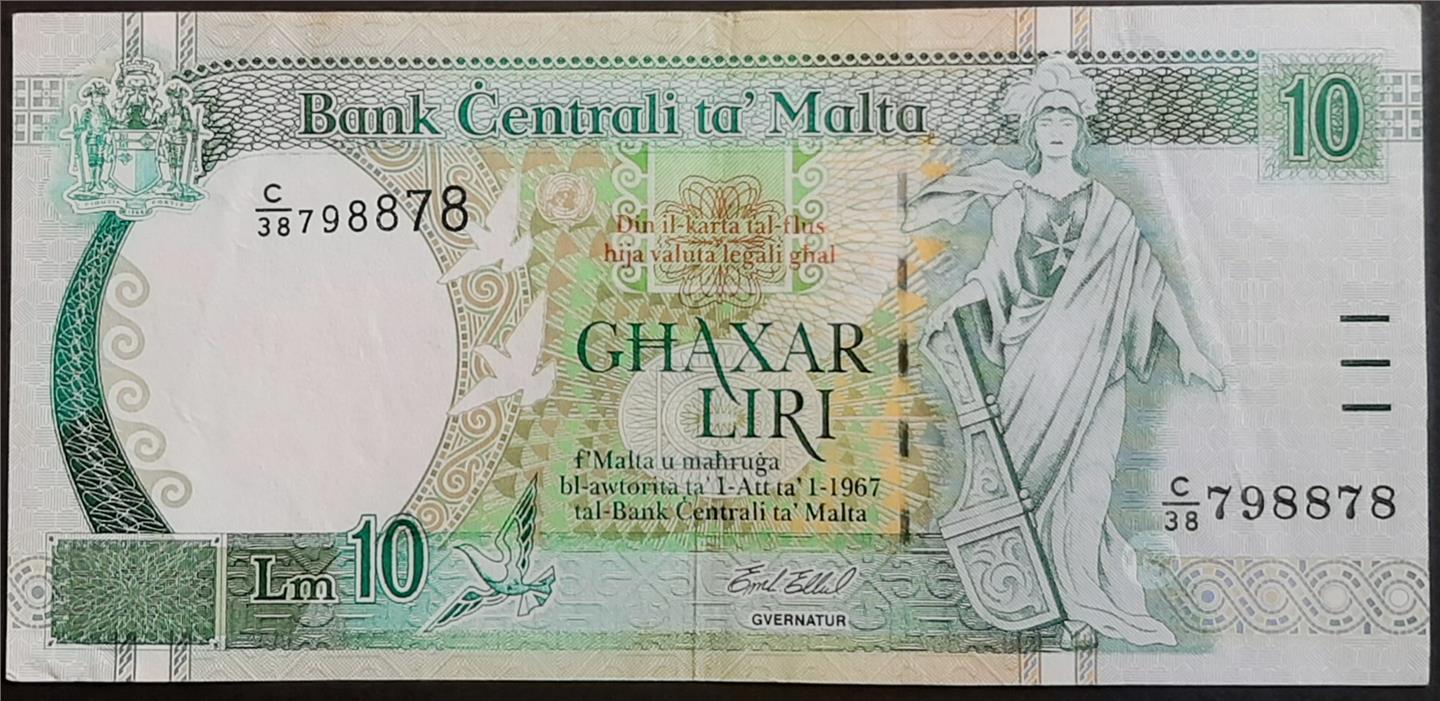 Bank Ċentrali ta' Malta
10
C/38 798878
Din il-karta tal-flus
hija valuta legali għal
GĦAXAR
LIRI
f'Malta u maħruġa
bl-awtorità ta' l-Att ta' l-1967
tal-Bank Ċentrali ta' Malta
C/38 798878
Lm 10
GVERNATUR